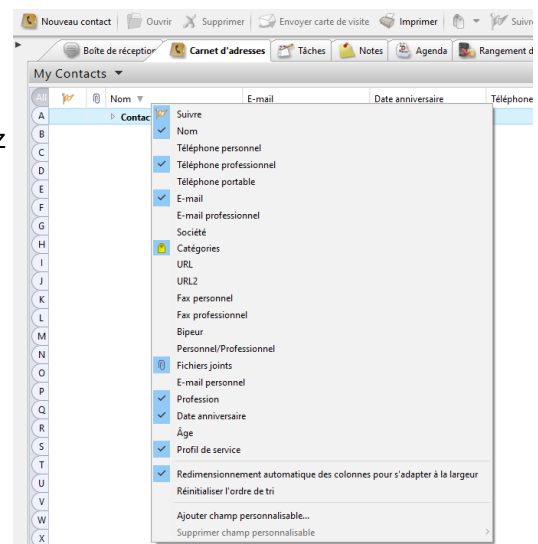 Nouveau contact Ouvrir Supprimer Envoyer carte de visite Imprimer Suivre
Boîte de réception Carnet d'adresses Tâches Notes Agenda Rangement d
My Contacts
All Nom E-mail Date anniversaire Téléphone
z
A
B
C
D
E
F
G
H
I
J
K
L
M
N
O
P
Q
R
S
T
U
V
W
X
Contac
Suivre
Nom
Téléphone personnel
Téléphone professionnel
Téléphone portable
E-mail
E-mail professionnel
Société
Catégories
URL
URL2
Fax personnel
Fax professionnel
Bipeur
Personnel/Professionnel
Fichiers joints
E-mail personnel
Profession
Date anniversaire
Âge
Profil de service
Redimensionnement automatique des colonnes pour s'adapter à la largeur
Réinitialiser l'ordre de tri
Ajouter champ personnalisable...
Supprimer champ personnalisable